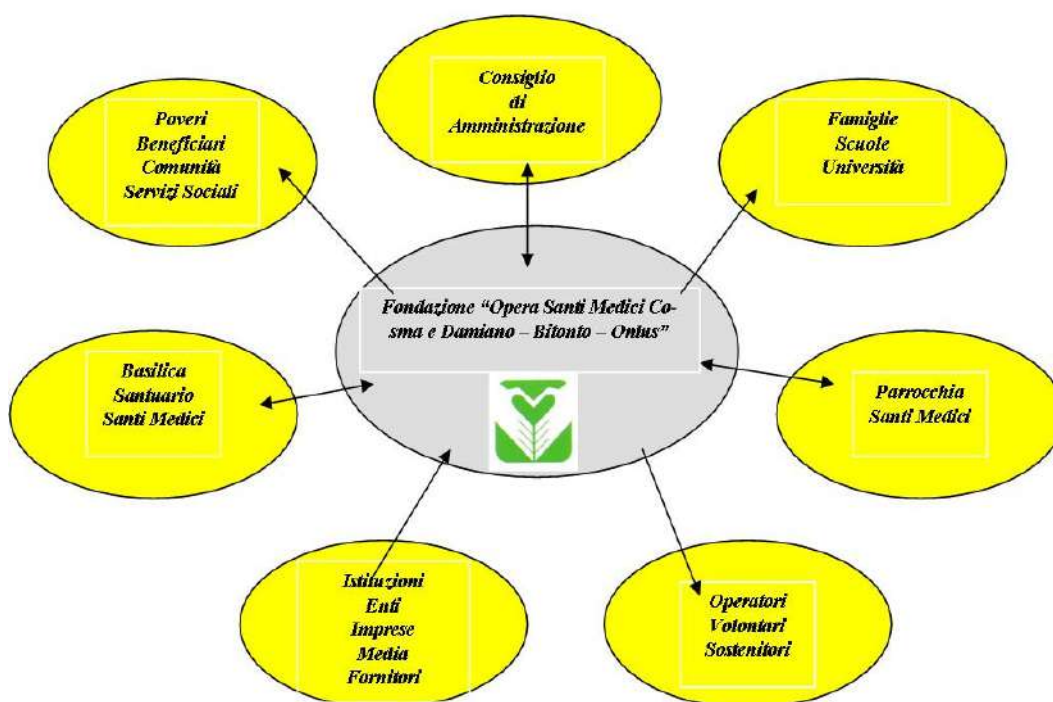 Consiglio
di
Amministrazione
Poveri
Beneficiari
Comunità
Servizi Sociali
Famiglie
Scuole
Università
Fondazione “Opera Santi Medici Co-
sma e Damiano – Bitonto – Onlus”
Basilica
Santuario
Santi Medici
Parrocchia
Santi Medici
Istituzioni
Enti
Imprese
Media
Fornitori
Operatori
Volontari
Sostenitori